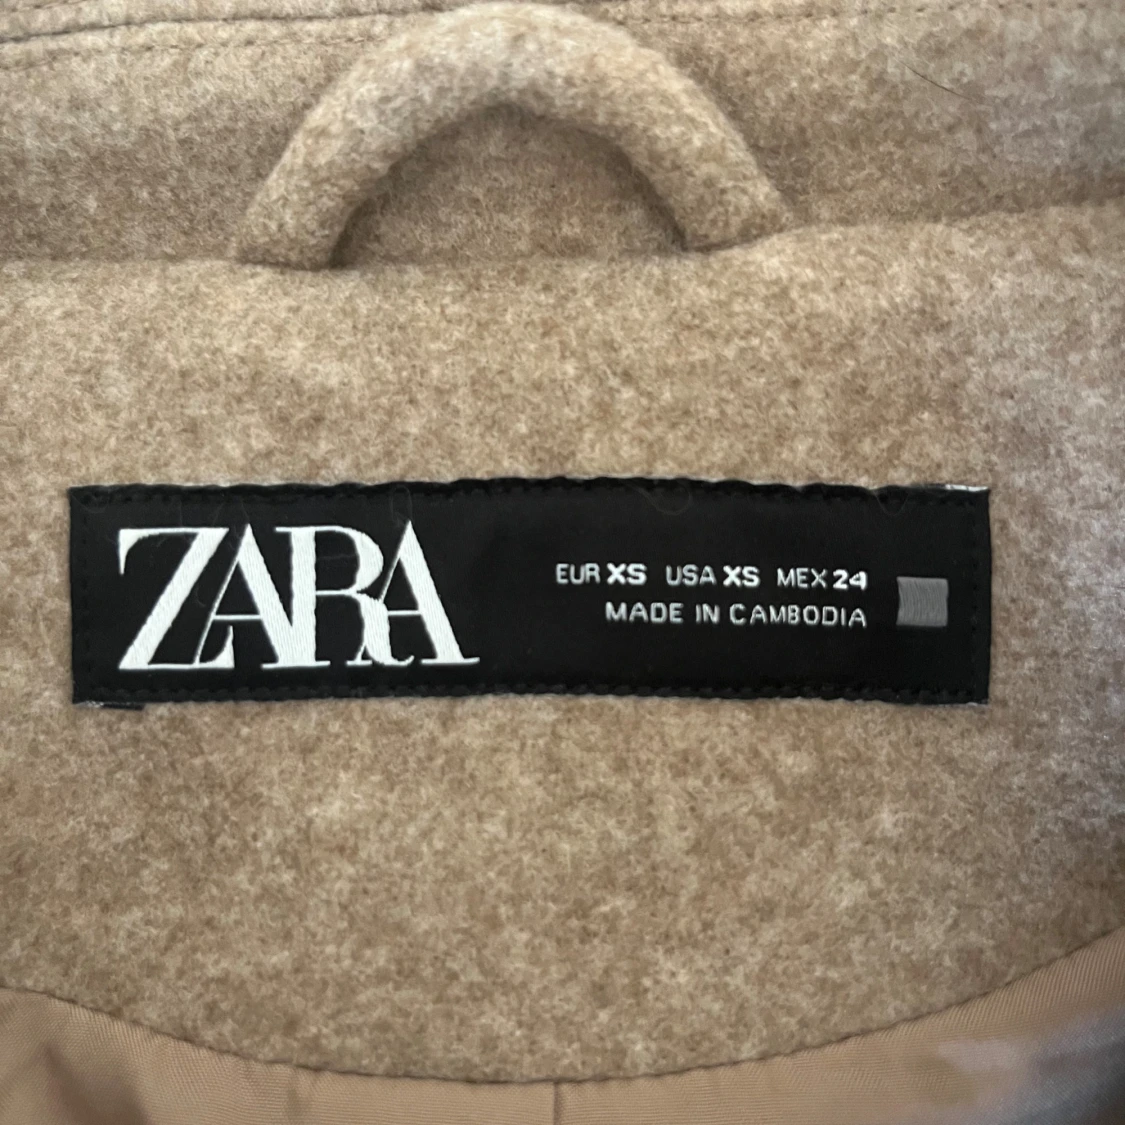 ZARA
EUR XS USA XS MEX 24
MADE IN CAMBODIA